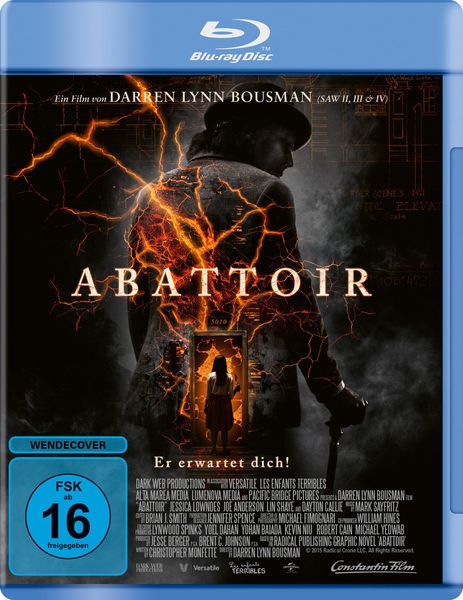 Blu-ray Disc™
Ein Film von DARREN LYNN BOUSMAN (SAW II, III & IV)
ABATTOIR
5010
Er erwartet dich!
WENDECOVER
FSK
ab
16
freigegeben
DARK WEB PRODUCTIONS VERSATILE LES ENFANTS TERRIBLES
ALTA MAREA MEDIA LUMENOVA MEDIA PACIFIC BRIDGE PICTURES DARREN LYNN BOUSMAN
"ABATTOIR" JESSICA LOWNDES JOE ANDERSON LIN SHAYE DAYTON CALLIE MARK SAYFRITZ
BRIAN J. SMITH JENNIFER SPENCE MICHAEL FIMOGNARI WILLIAM HINES
LYNWOOD SPINKS YOEL DAHAN YOHAN BAIADA KEVIN NIU ROBERT CAIN MICHAEL YEDWAB
JESSE BERGER BRENT C. JOHNSON RADICAL PUBLISHING GRAPHIC NOVEL 'ABATTOIR'
CHRISTOPHER MONFETTE DARREN LYNN BOUSMAN © 2015 Radical Crone LLC. All Rights Reserved.
DARK WEB
Versatile
Les enfants
TERRIBLES
UNIVERSAL
Constantin Film